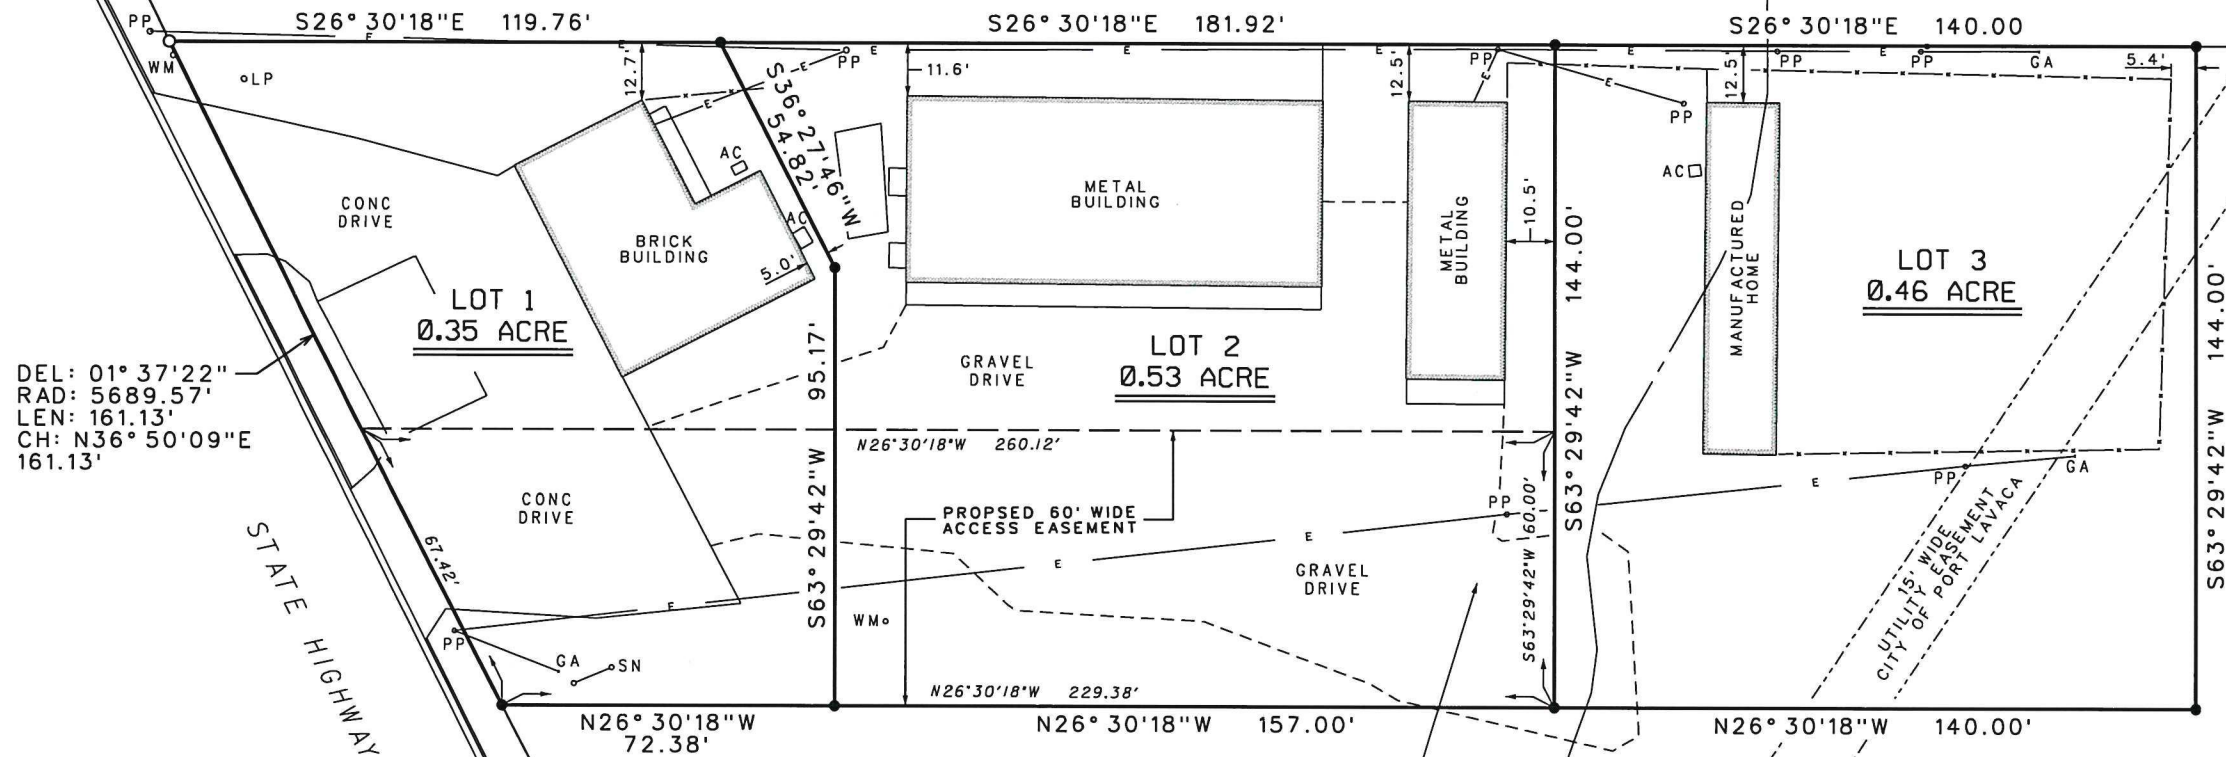 S26°30'18"E 119.76'
S26°30'18"E 181.92'
S26°30'18"E 140.00
PP
WM
LP
E
E
12.7'
E
PP
E
11.6'
E
E
PP
E
12.5'
E
E
PP
E
12.5'
PP
E
PP
GA
5.4'
S36°27'46"W
54.82'
AC
AC
AC
CONC
DRIVE
BRICK
BUILDING
5.0'
METAL
BUILDING
METAL
BUILDING
10.5'
144.00'
S63°29'42"W
MANUFACTURED
HOME
LOT 3
0.46 ACRE
144.00'
S63°29'42"W
LOT 1
0.35 ACRE
95.17'
S63°29'42"W
GRAVEL
DRIVE
LOT 2
0.53 ACRE
DEL: 01°37'22"
RAD: 5689.57'
LEN: 161.13'
CH: N36°50'09"E
161.13'
N26°30'18"W 260.12'
CONC
DRIVE
PROPSED 60' WIDE
ACCESS EASEMENT
PP
E
PP
GA
S63°29'42"W 60.00'
15' WIDE
UTILITY EASEMENT
CITY OF PORT LAVACA
STATE HIGHWAY
67.42'
E
E
E
GRAVEL
DRIVE
WM
PP
GA
SN
N26°30'18"W 229.38'
N26°30'18"W
72.38'
N26°30'18"W 157.00'
N26°30'18"W 140.00'